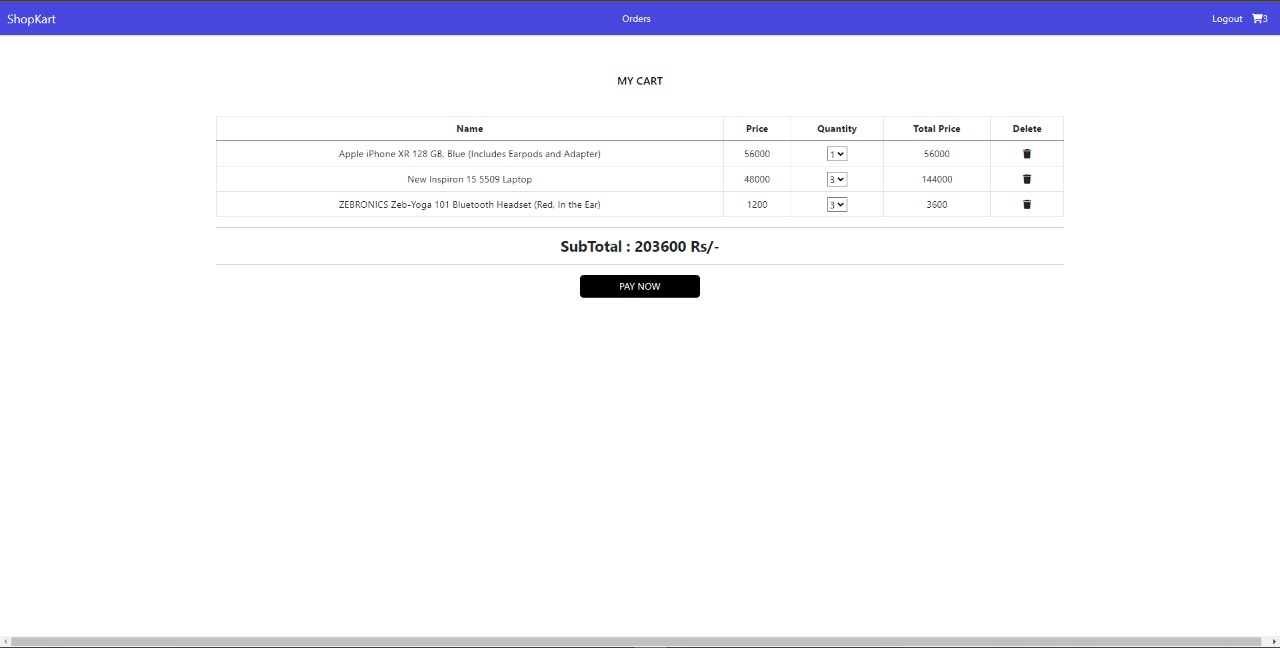 ShopKart Orders Logout 3
MY CART
Name Price Quantity Total Price Delete
Apple iPhone XR 128 GB, Blue (Includes Earpods and Adapter) 56000 1 56000
New Inspiron 15 5509 Laptop 48000 3 144000
ZEBRONICS Zeb-Yoga 101 Bluetooth Headset (Red, In the Ear) 1200 3 3600
SubTotal : 203600 Rs/-
PAY NOW